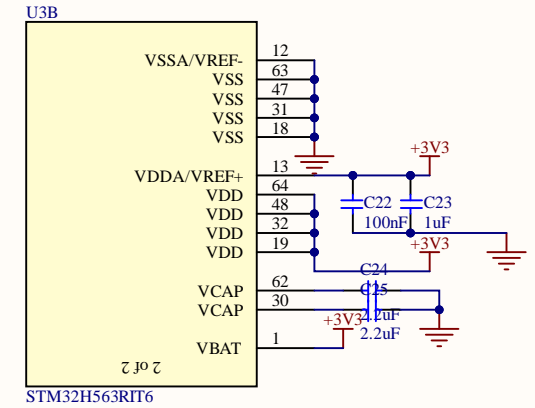 U3B
VSSA/VREF- 12
VSS 63
VSS 47
VSS 31
VSS 18
VDDA/VREF+ 13 +3V3
VDD 64
C22 C23
VDD 48
100nF 1uF
VDD 32
VDD 19 +3V3
C24
VCAP 62
C25
VCAP 30
2.2uF
+3V3
2.2uF
VBAT 1
2 of 2
STM32H563RIT6